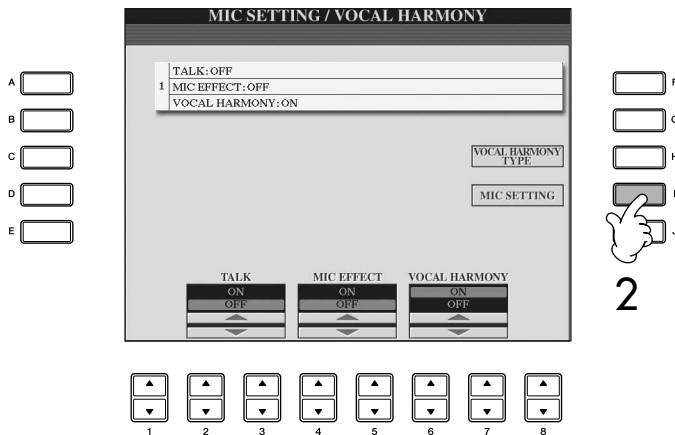 MIC SETTING / VOCAL HARMONY
1
TALK:OFF
MIC EFFECT:OFF
VOCAL HARMONY:ON
VOCAL HARMONY
TYPE
MIC SETTING
TALK
ON
OFF
MIC EFFECT
ON
OFF
VOCAL HARMONY
ON
OFF
A
B
C
D
E
2
1 2 3 4 5 6 7 8